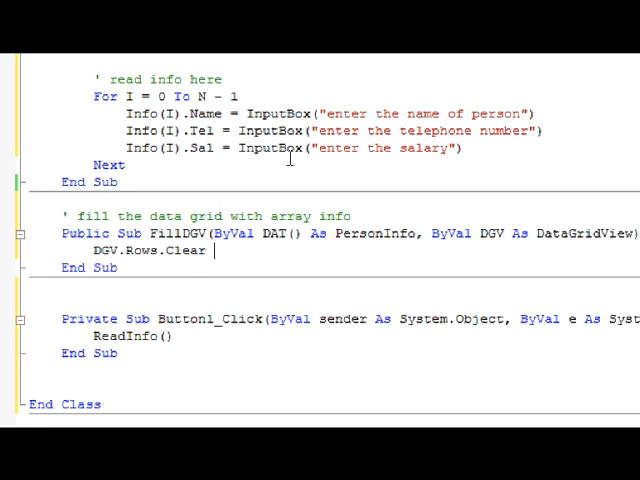 ' read info here
For I = 0 To N - 1
Info(I).Name = InputBox("enter the name of person")
Info(I).Tel = InputBox("enter the telephone number")
Info(I).Sal = InputBox("enter the salary")
Next
End Sub
' fill the data grid with array info
Public Sub FillDGV(ByVal DAT() As PersonInfo, ByVal DGV As DataGridView)
DGV.Rows.Clear
End Sub
Private Sub Button1_Click(ByVal sender As System.Object, ByVal e As Syst
ReadInfo()
End Sub
End Class